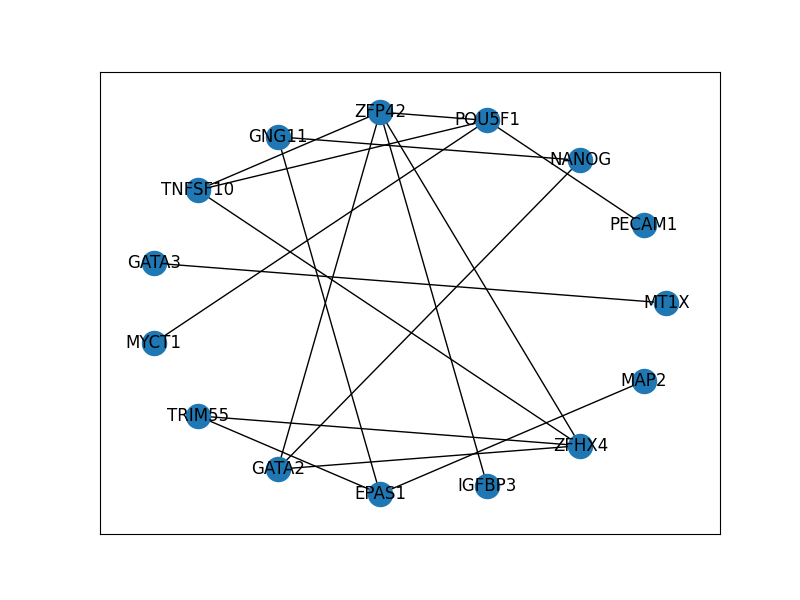 ZFP42
POU5F1
GNG11
NANOG
TNFSF10
PECAM1
GATA3
MT1X
MYCT1
MAP2
TRIM55
ZFHX4
GATA2
IGFBP3
EPAS1